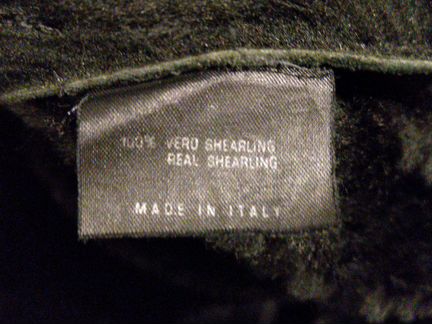 100% VERO SHEARLING
REAL SHEARLING
MADE IN ITALY